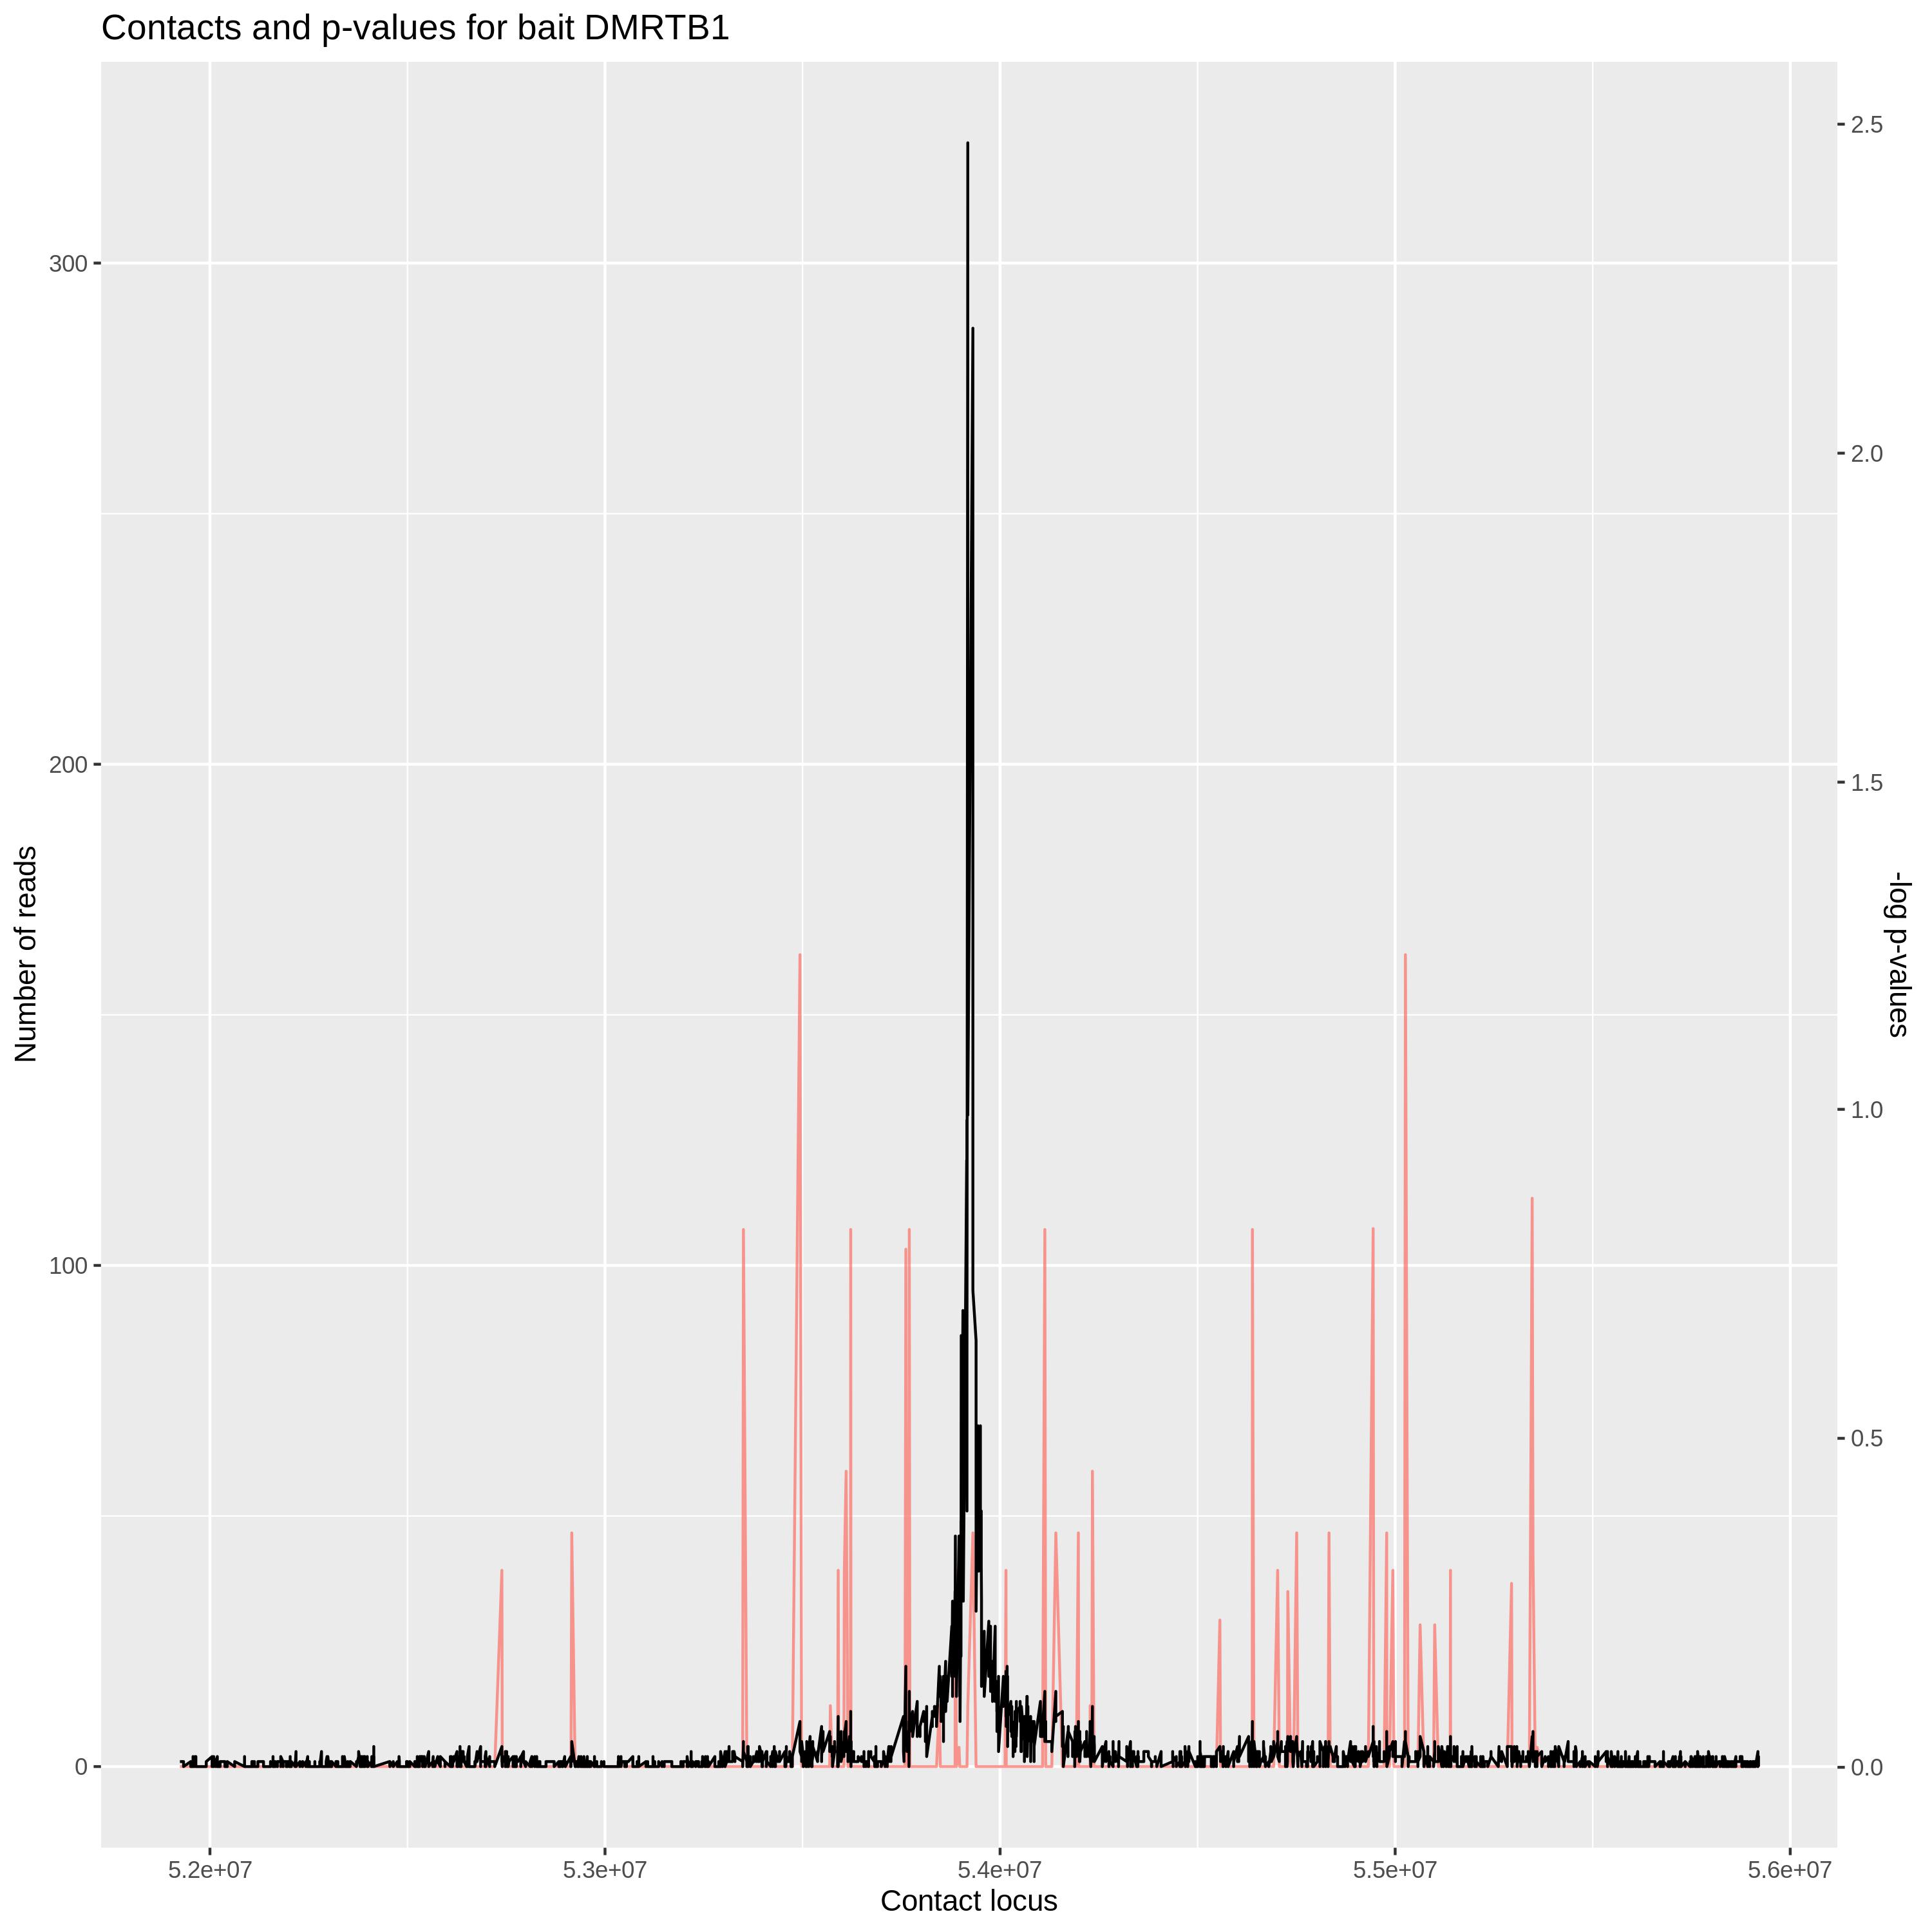 Contacts and p-values for bait DMRTB1
300
200
100
0
Number of reads
2.5
2.0
1.5
1.0
0.5
0.0
-log p-values
5.2e+07 5.3e+07 5.4e+07 5.5e+07 5.6e+07
Contact locus